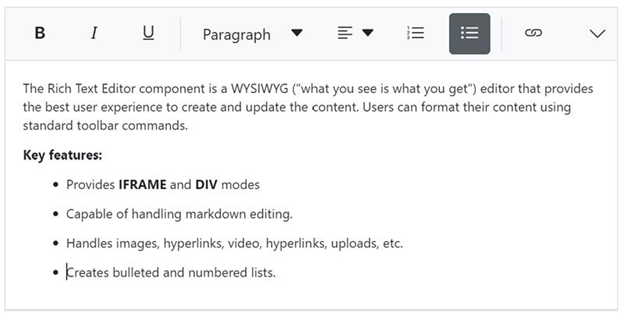 B I U Paragraph
The Rich Text Editor component is a WYSIWYG ("what you see is what you get") editor that provides
the best user experience to create and update the content. Users can format their content using
standard toolbar commands.
Key features:
• Provides IFRAME and DIV modes
• Capable of handling markdown editing.
• Handles images, hyperlinks, video, hyperlinks, uploads, etc.
• Creates bulleted and numbered lists.